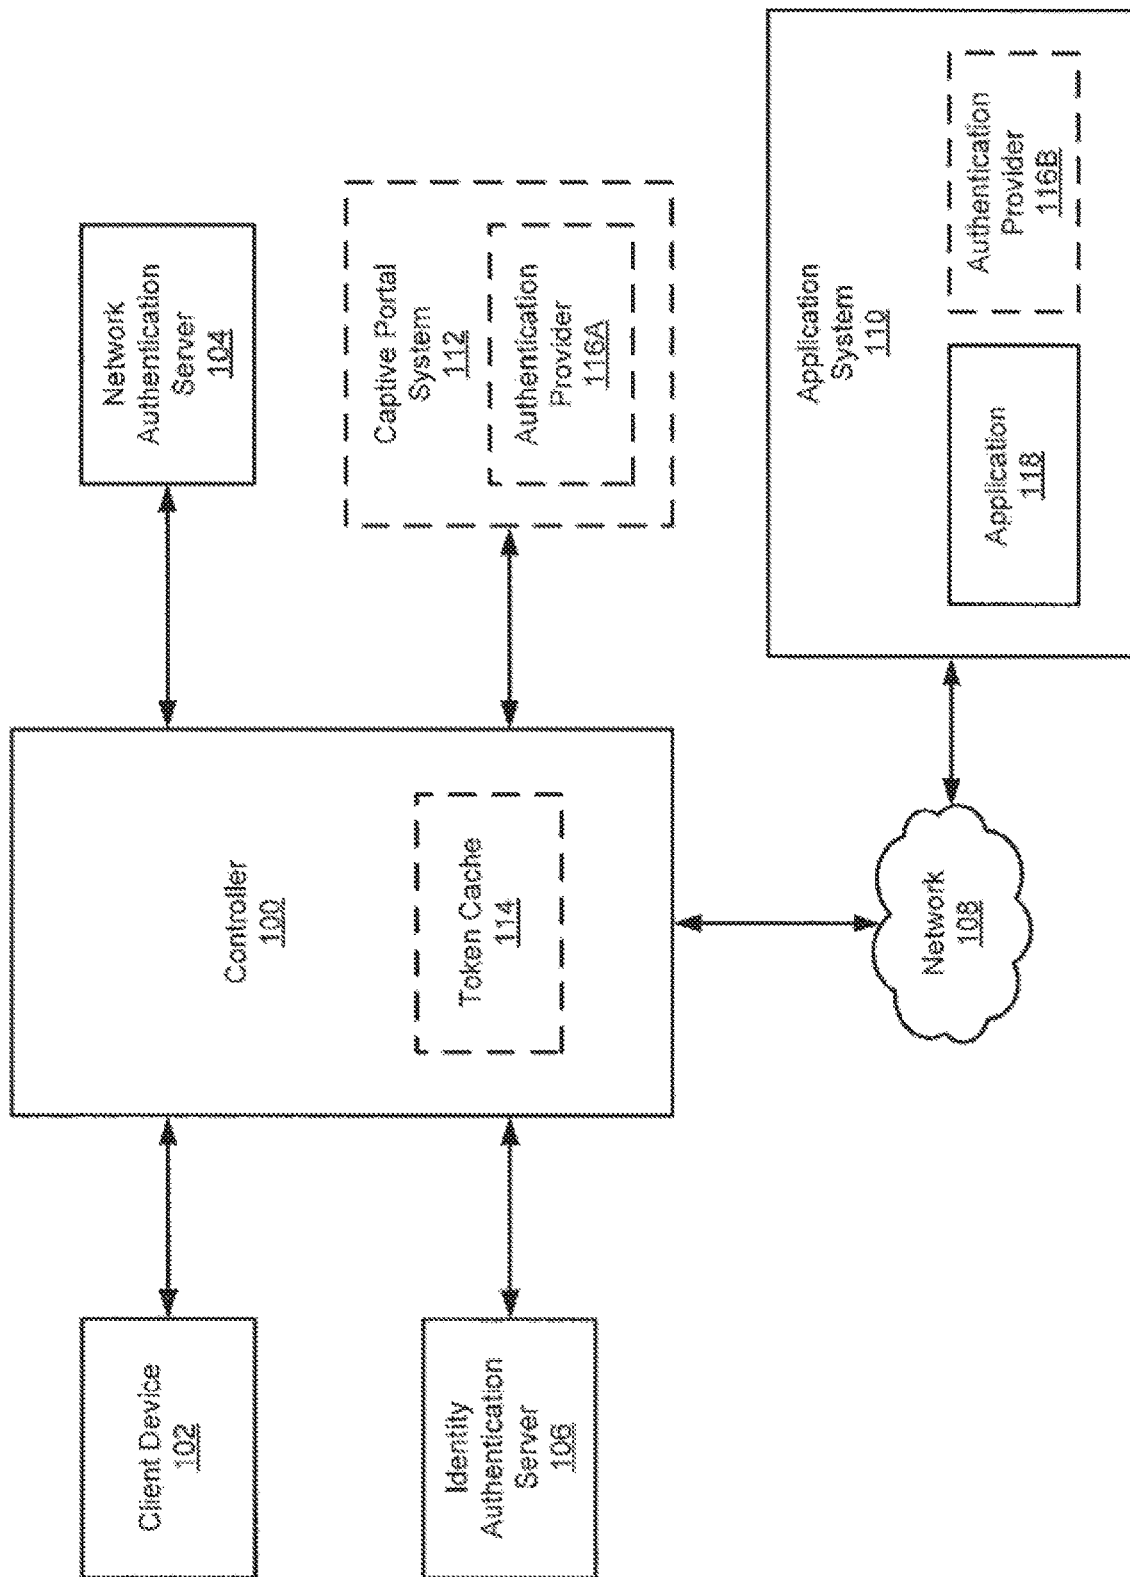 Client Device
102
Controller
100
Network
Authentication
Server
104
Identity
Authentication
Server
106
Token Cache
114
Captive Portal
System
112
Authentication
Provider
116A
Network
108
Application
System
110
Application
118
Authentication
Provider
116B